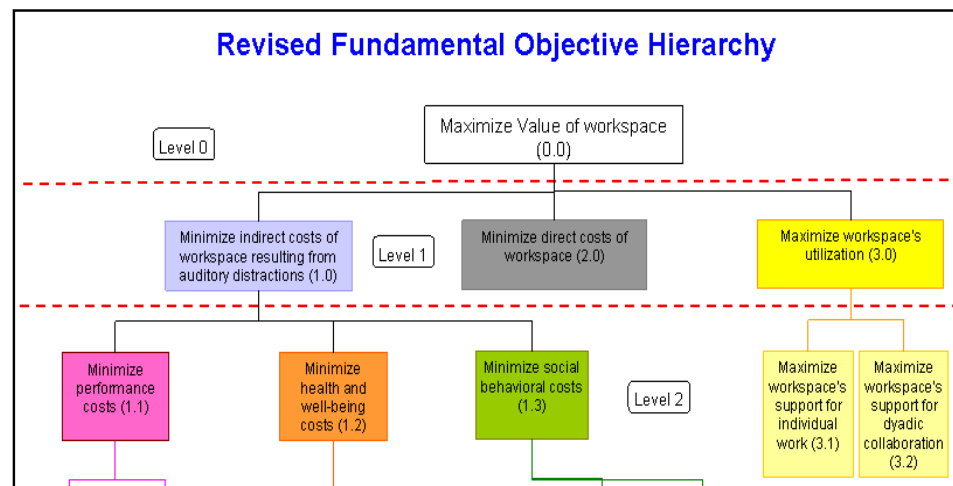 Revised Fundamental Objective Hierarchy
Maximize Value of workspace
(0.0)
Level 0
Minimize indirect costs of
workspace resulting from
auditory distractions (1.0)
Level 1
Minimize direct costs of
workspace (2.0)
Maximize workspace's
utilization (3.0)
Minimize
performance
costs (1.1)
Minimize
health and
well-being
costs (1.2)
Minimize social
behavioral costs
(1.3)
Level 2
Maximize
workspace's
support for
individual
work (3.1)
Maximize
workspace's
support for
dyadic
collaboration
(3.2)